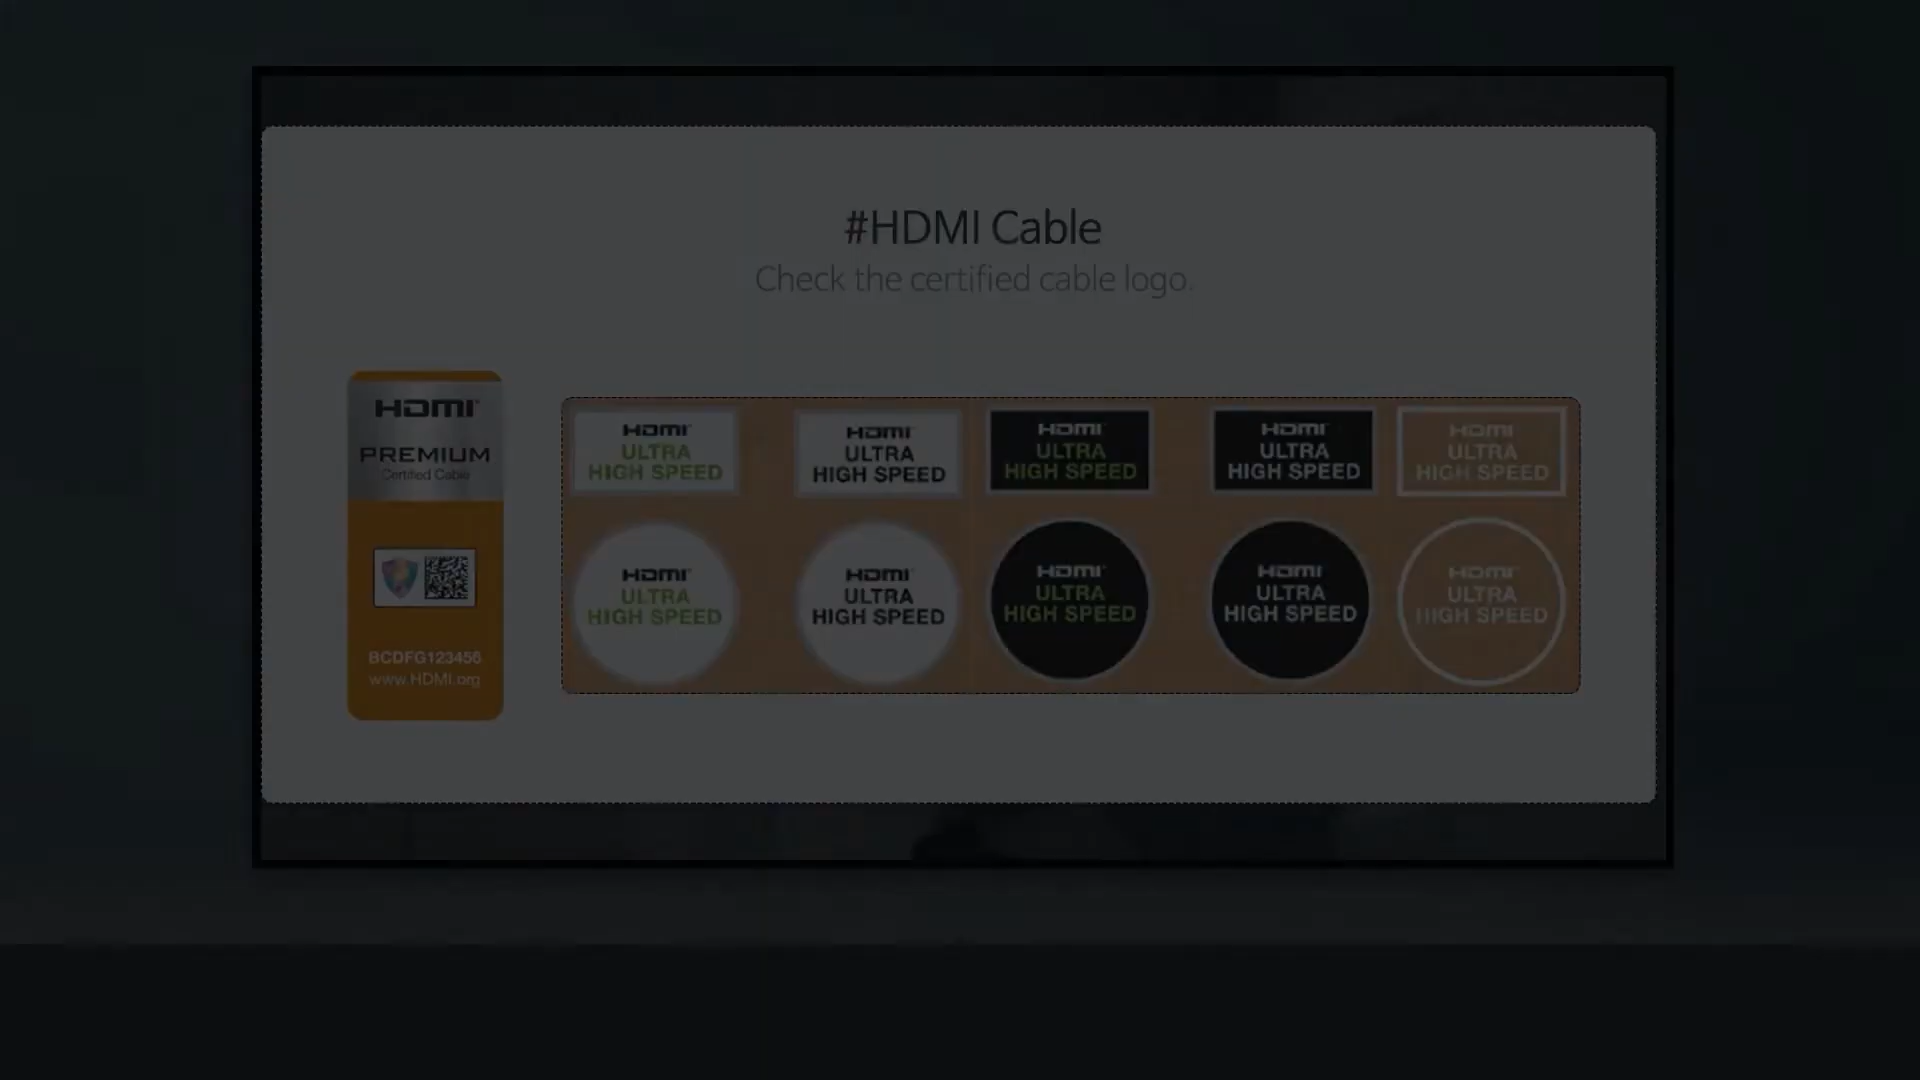 #HDMI Cable
Check the certified cable logo.
HDMI
PREMIUM
Certified Cable
BCDFG123456
www.HDMI.org
HDMI
ULTRA
HIGH SPEED
HDMI
ULTRA
HIGH SPEED
HDMI
ULTRA
HIGH SPEED
HDMI
ULTRA
HIGH SPEED
HDMI
ULTRA
HIGH SPEED
HDMI
ULTRA
HIGH SPEED
HDMI
ULTRA
HIGH SPEED
HDMI
ULTRA
HIGH SPEED
HDMI
ULTRA
HIGH SPEED
HDMI
ULTRA
HIGH SPEED